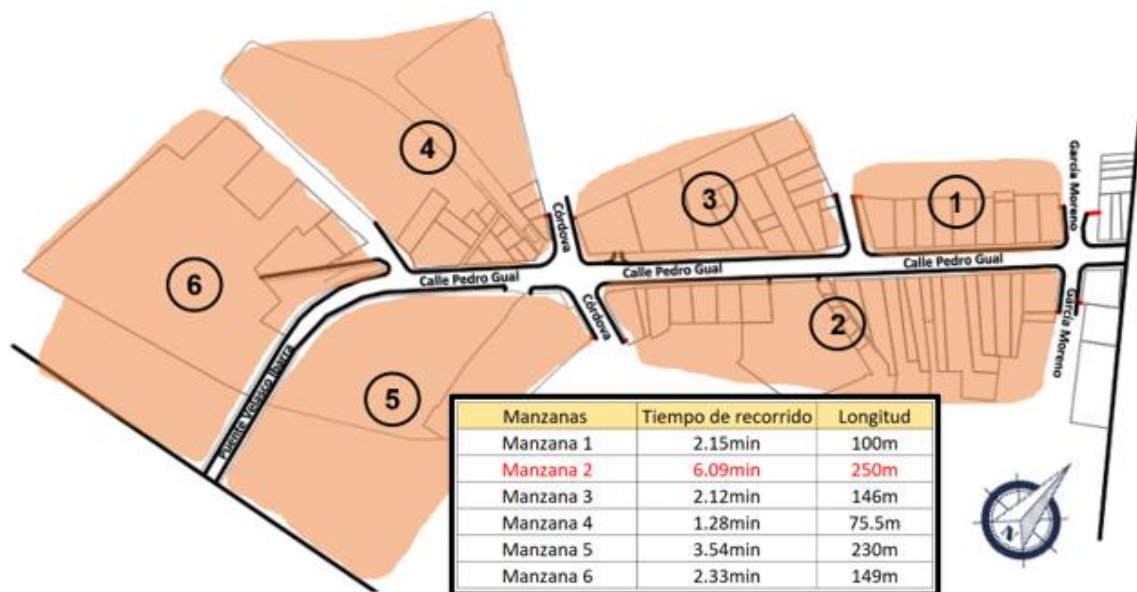 4
3
1
García Moreno
Córdova
Calle Pedro Gual
Calle Pedro Gual
Calle Pedro Gual
6
Córdova
2
García Moreno
5
Puente Velasco Ibarra
Manzanas Tiempo de recorrido Longitud
Manzana 1 2.15min 100m
Manzana 2 6.09min 250m
Manzana 3 2.12min 146m
Manzana 4 1.28min 75.5m
Manzana 5 3.54min 230m
Manzana 6 2.33min 149m
N